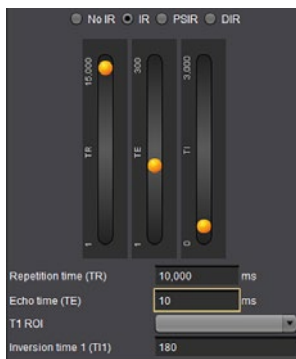 No IR IR PSIR DIR
15,000 300 3,000
TR TE TI
1 1 0
Repetition time (TR) 10,000 ms
Echo time (TE) 10 ms
T1 ROI
Inversion time 1 (TI1) 180